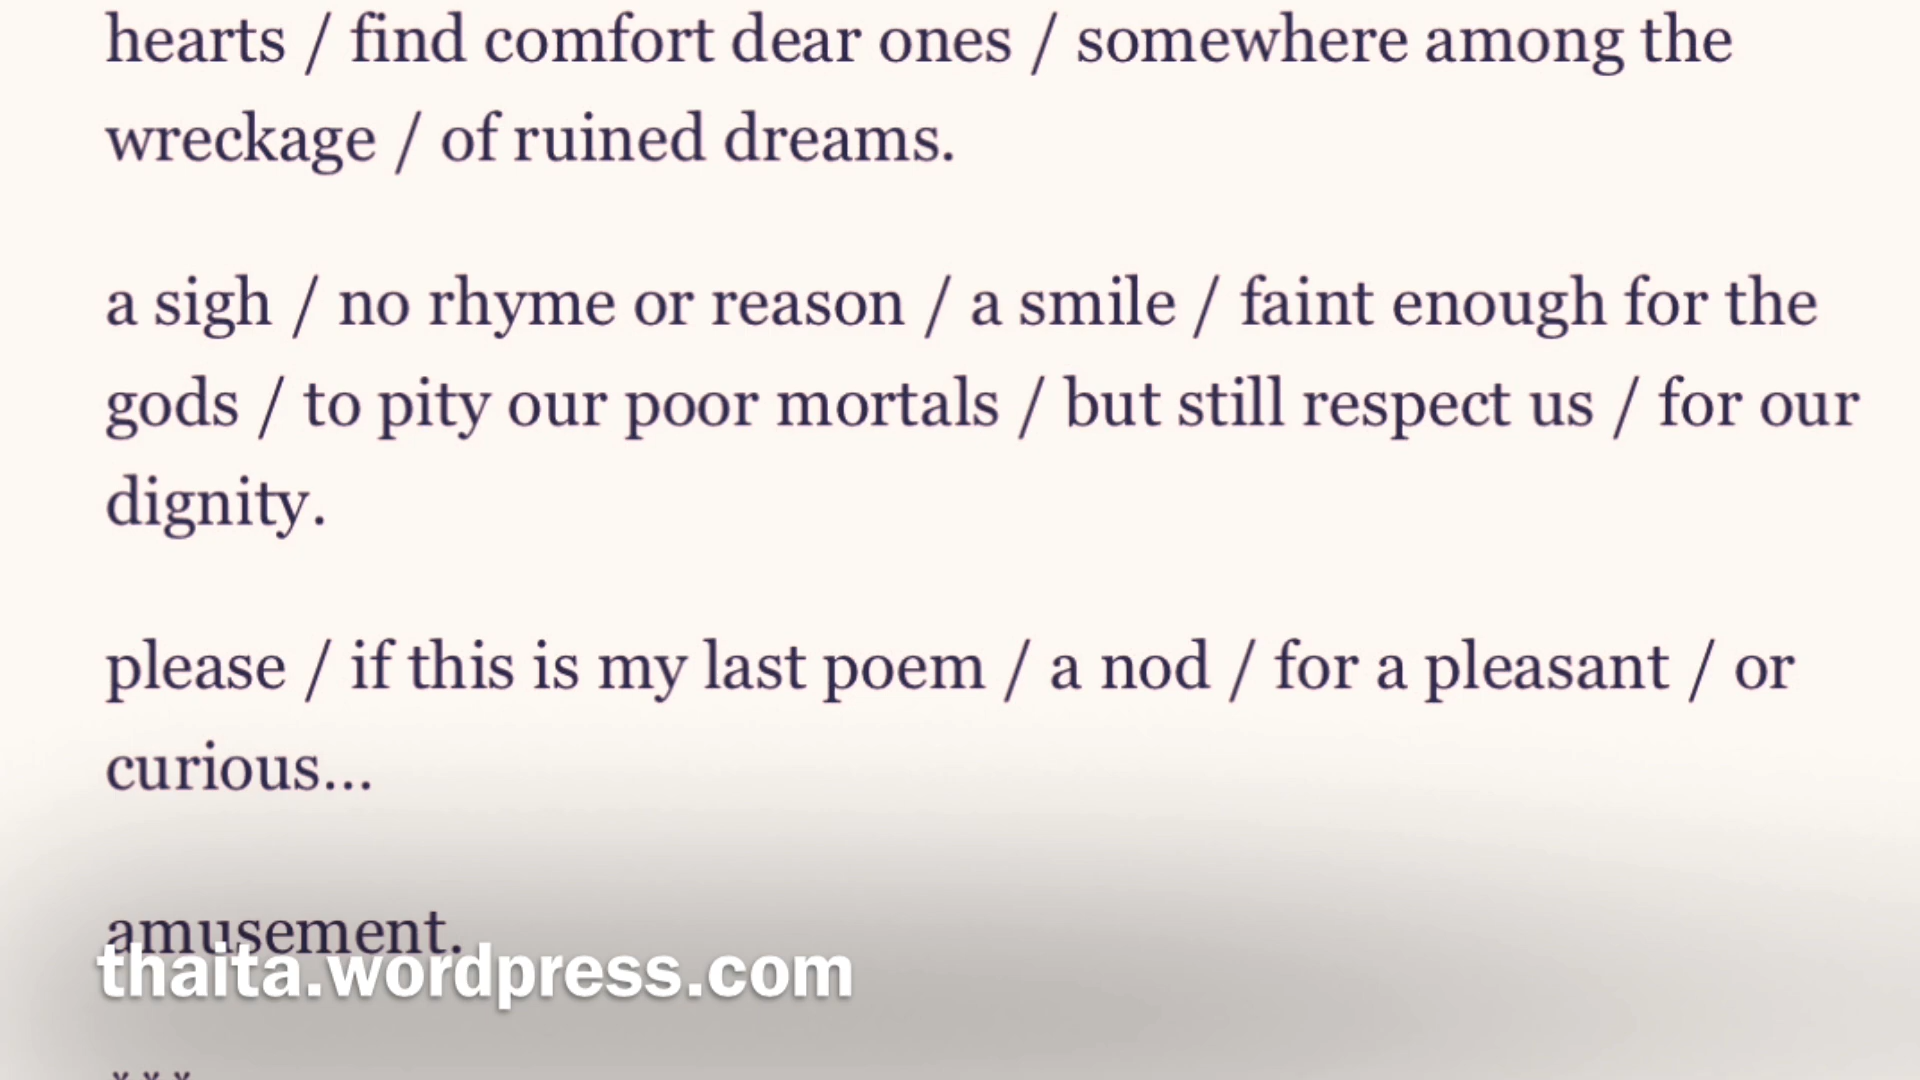 hearts / find comfort dear ones / somewhere among the
wreckage / of ruined dreams.
a sigh / no rhyme or reason / a smile / faint enough for the
gods / to pity our poor mortals / but still respect us / for our
dignity.
please / if this is my last poem / a nod / for a pleasant / or
curious...
amusement.
thaita.wordpress.com